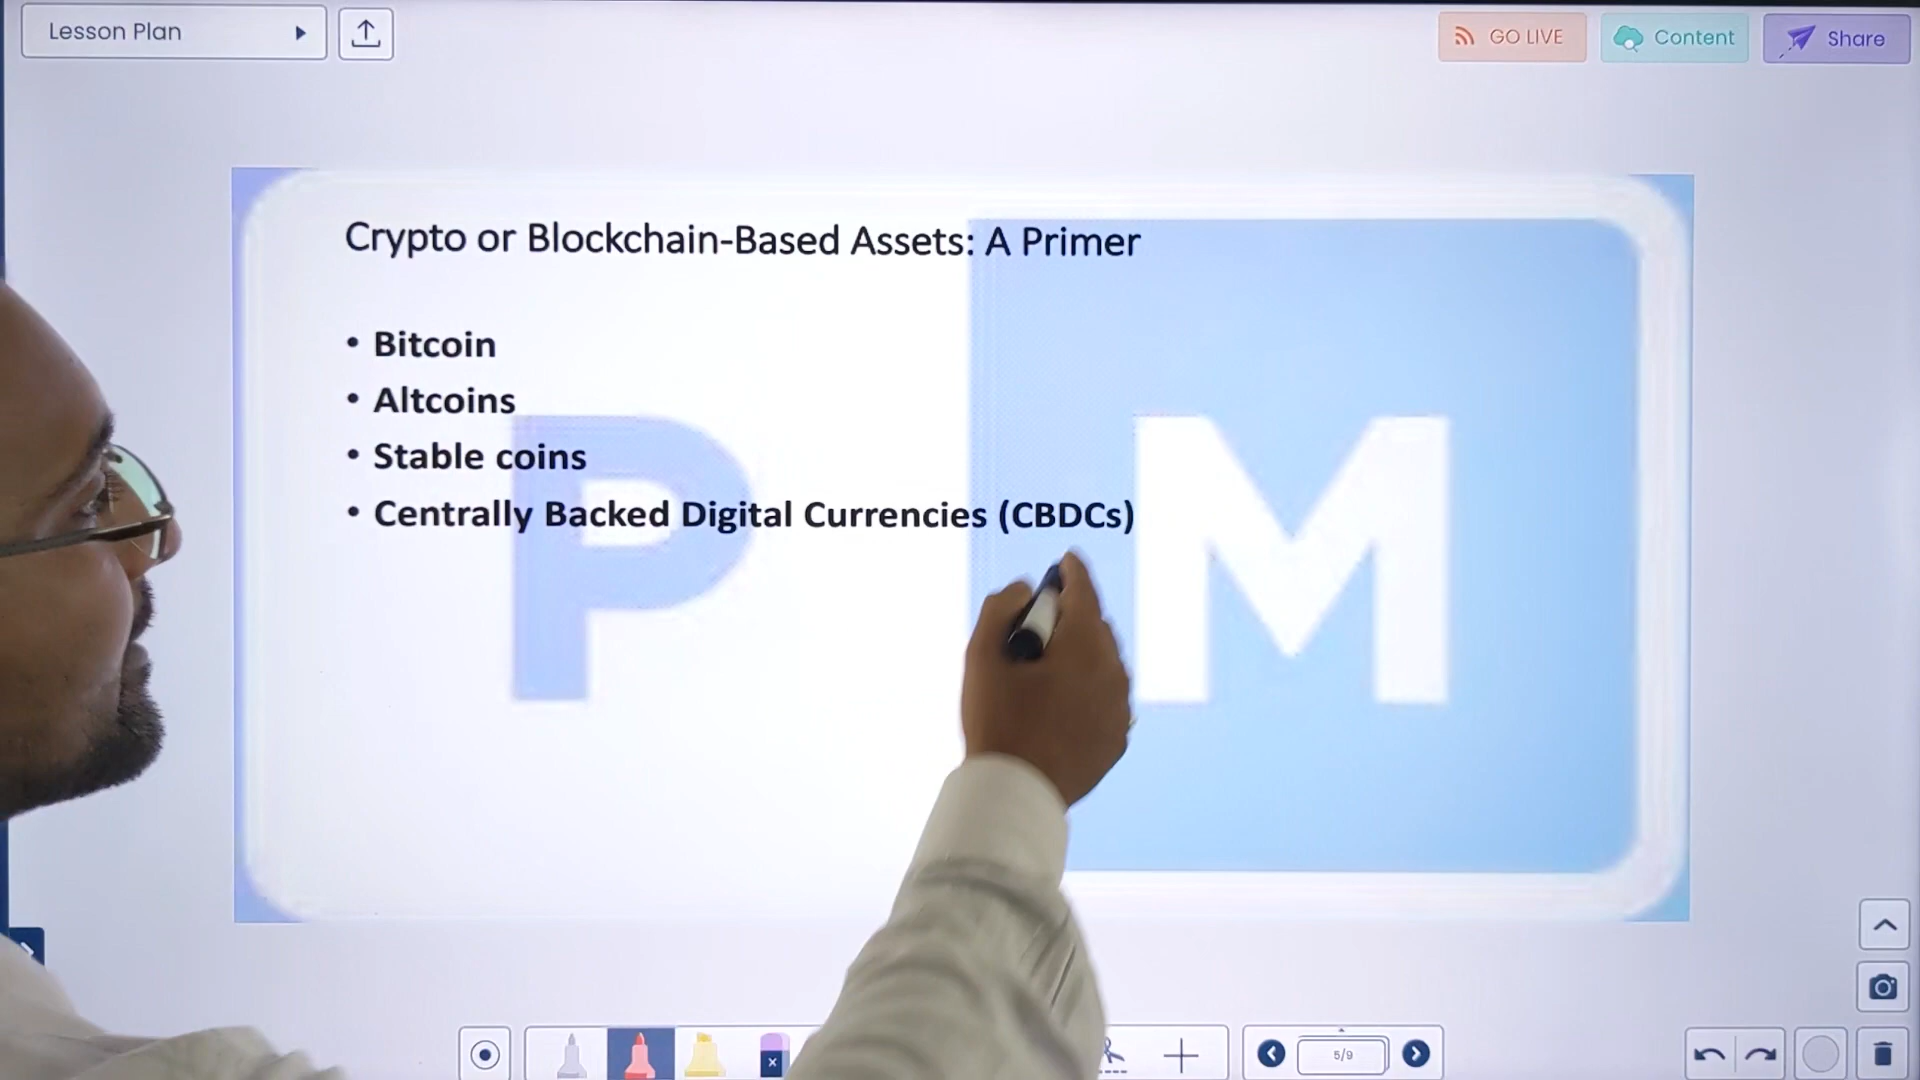 Lesson Plan
GO LIVE
Content
Share
Crypto or Blockchain-Based Assets: A Primer
• Bitcoin
• Altcoins
• Stable coins
• Centrally Backed Digital Currencies (CBDCs)
P M
5/9